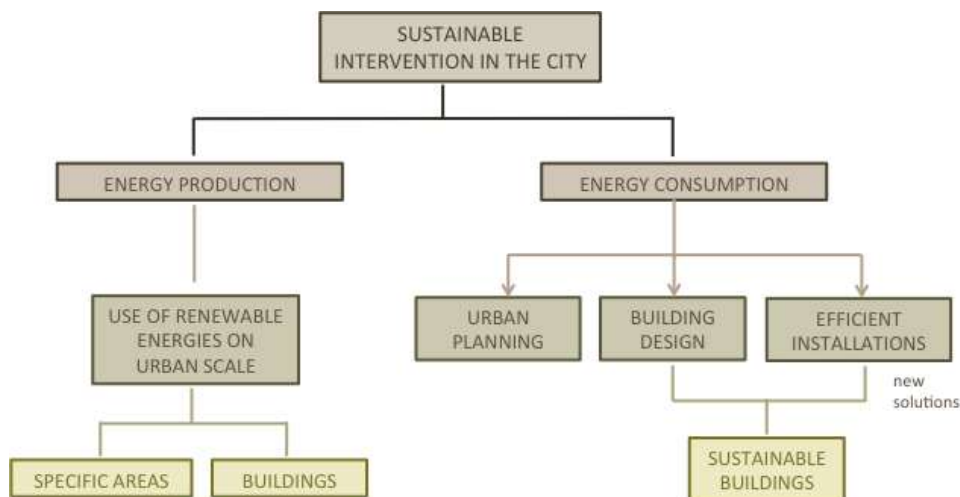 SUSTAINABLE
INTERVENTION IN THE CITY
ENERGY PRODUCTION
ENERGY CONSUMPTION
USE OF RENEWABLE
ENERGIES ON
URBAN SCALE
URBAN
PLANNING
BUILDING
DESIGN
EFFICIENT
INSTALLATIONS
new
solutions
SPECIFIC AREAS
BUILDINGS
SUSTAINABLE
BUILDINGS